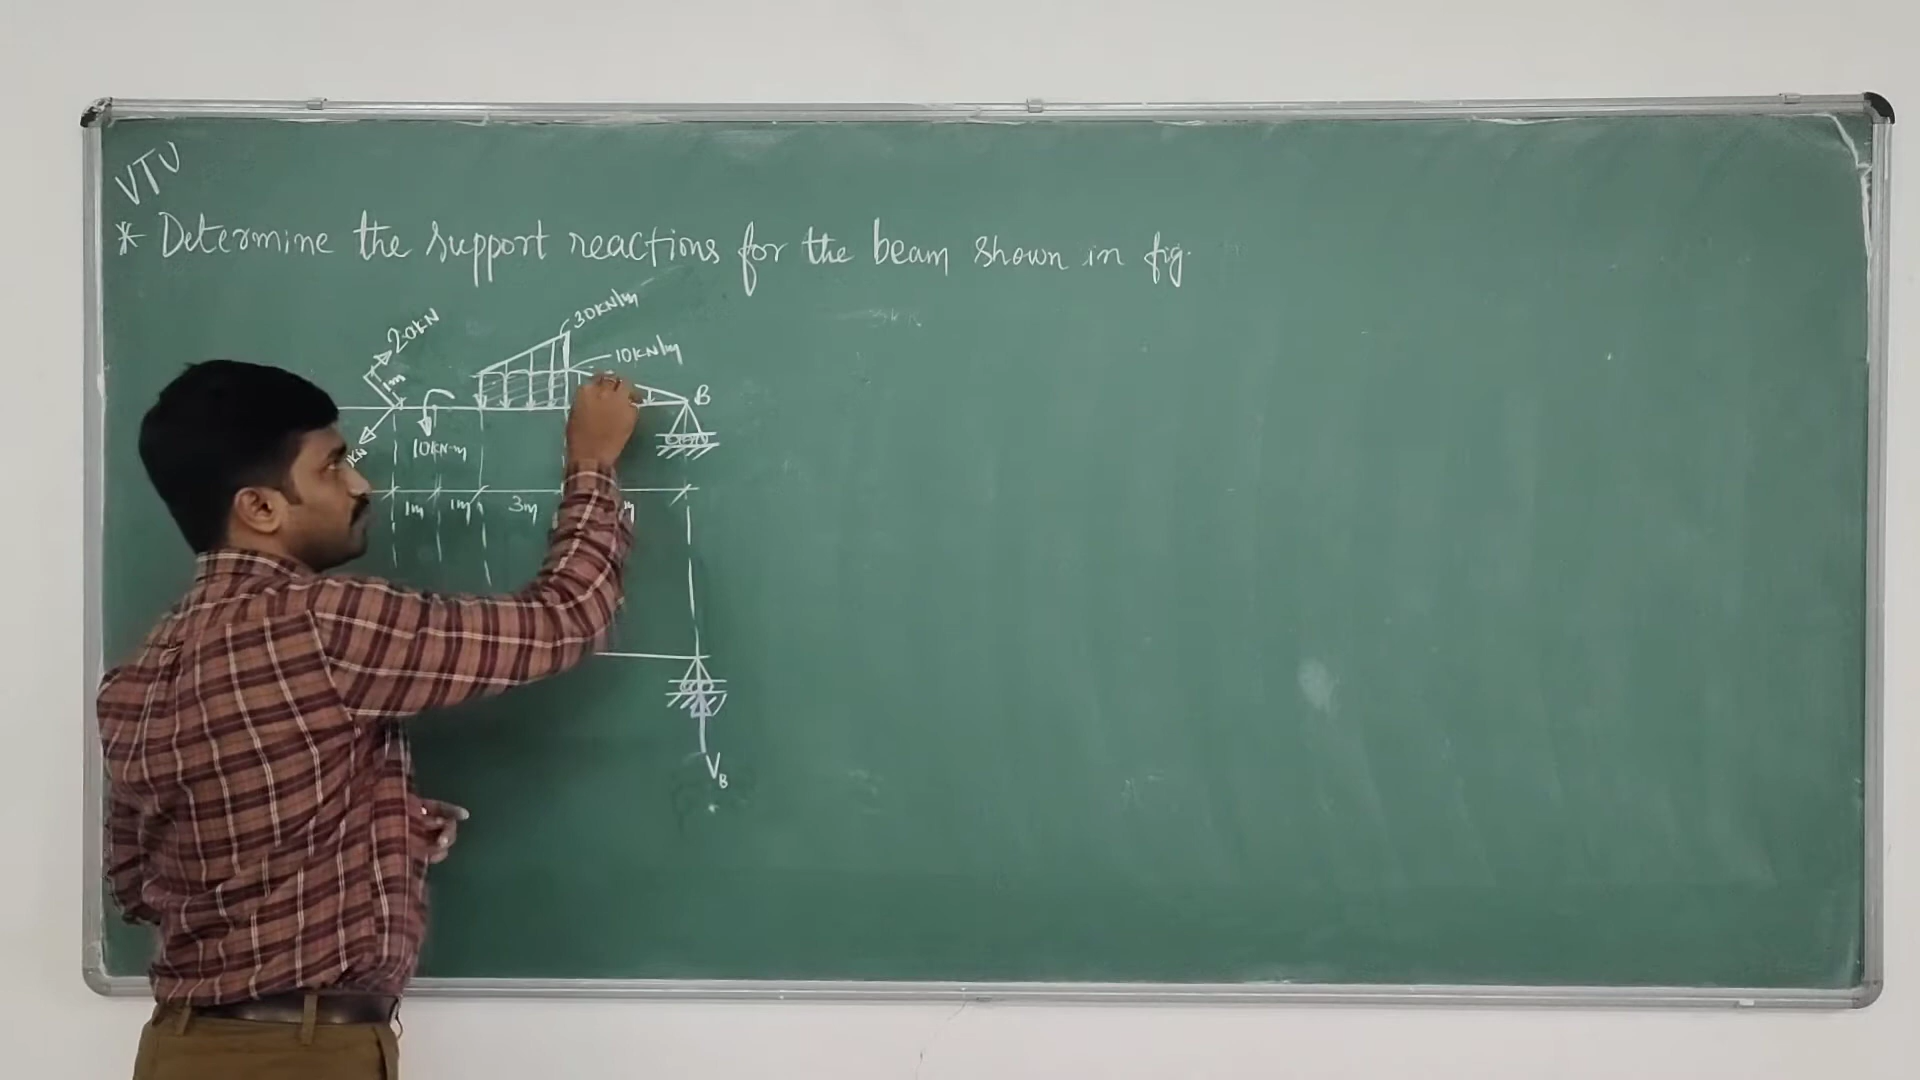 VTU
* Determine the support reactions for the beam shown in fig.
20KN
30KN/m
1m
10KN/m
B
KN
10KN-m
1m 1m 3m m
V_B